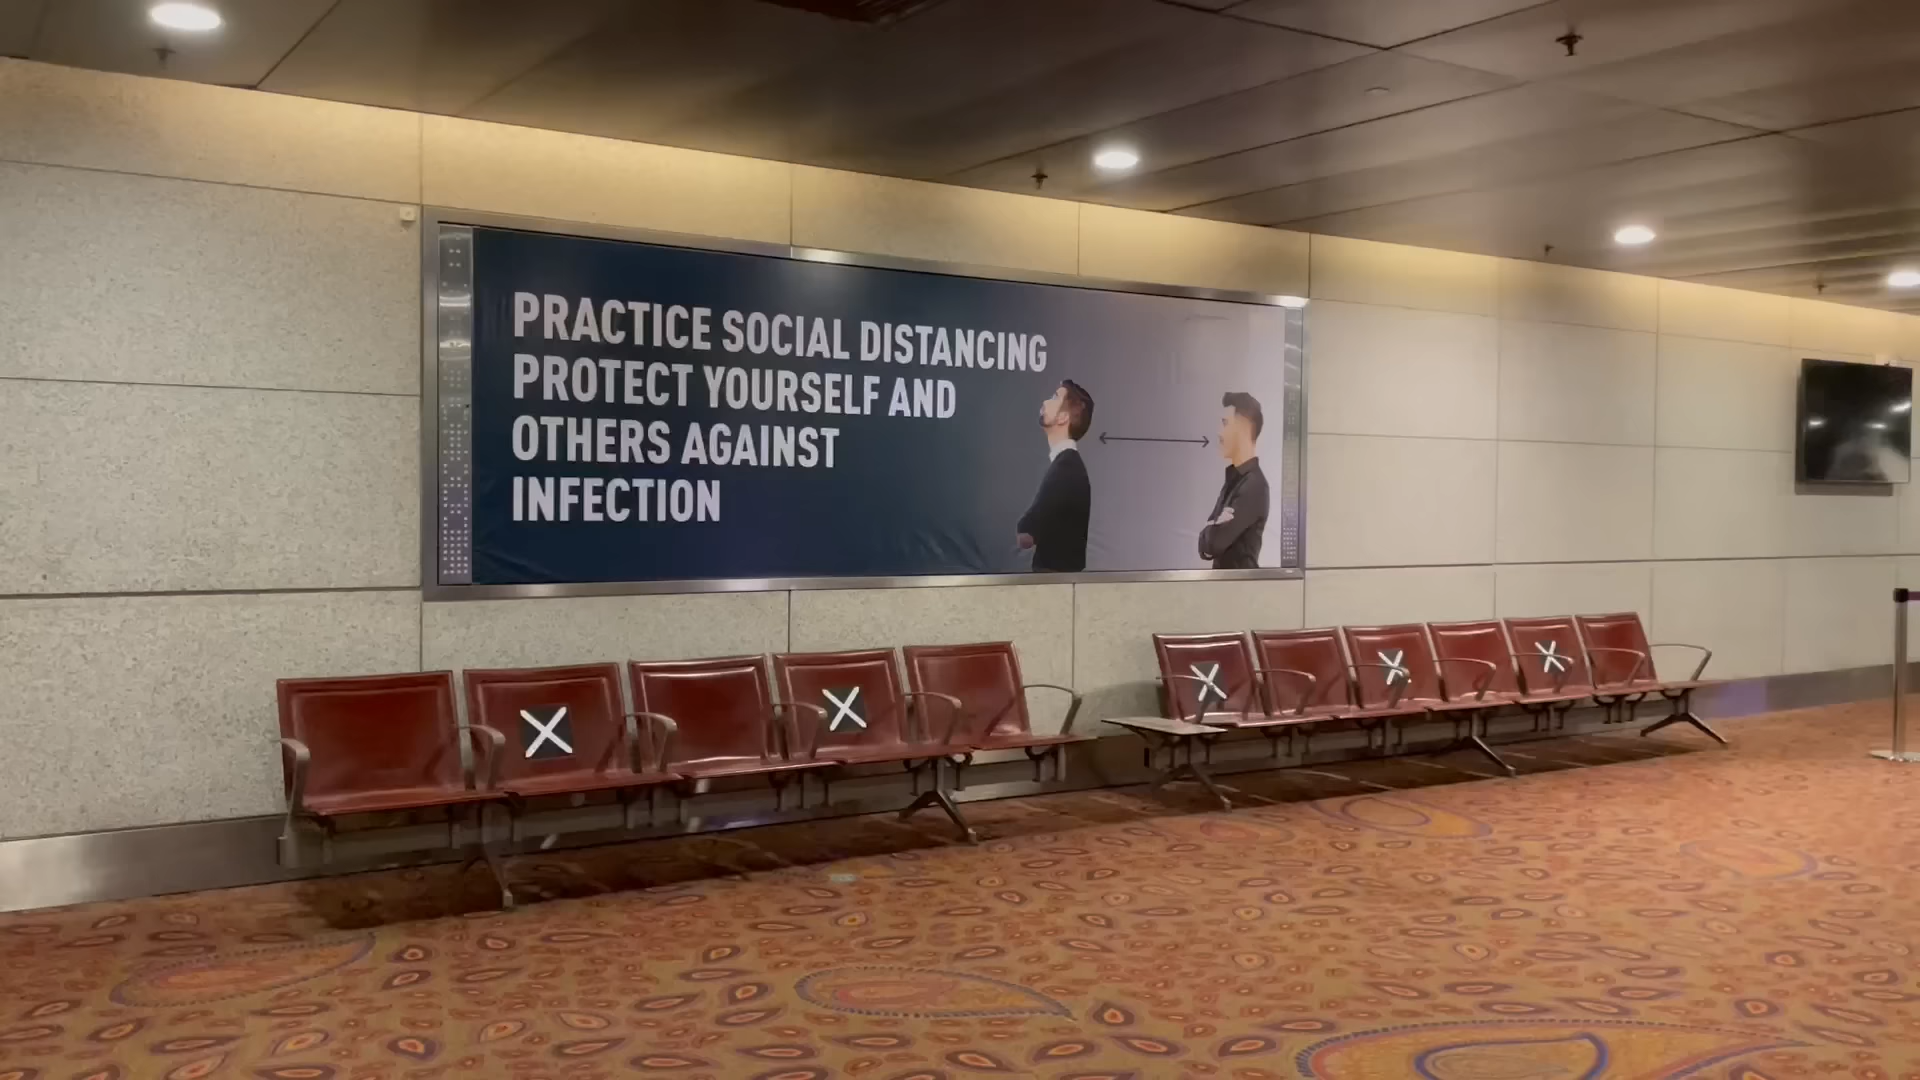 PRACTICE SOCIAL DISTANCING
PROTECT YOURSELF AND
OTHERS AGAINST
INFECTION